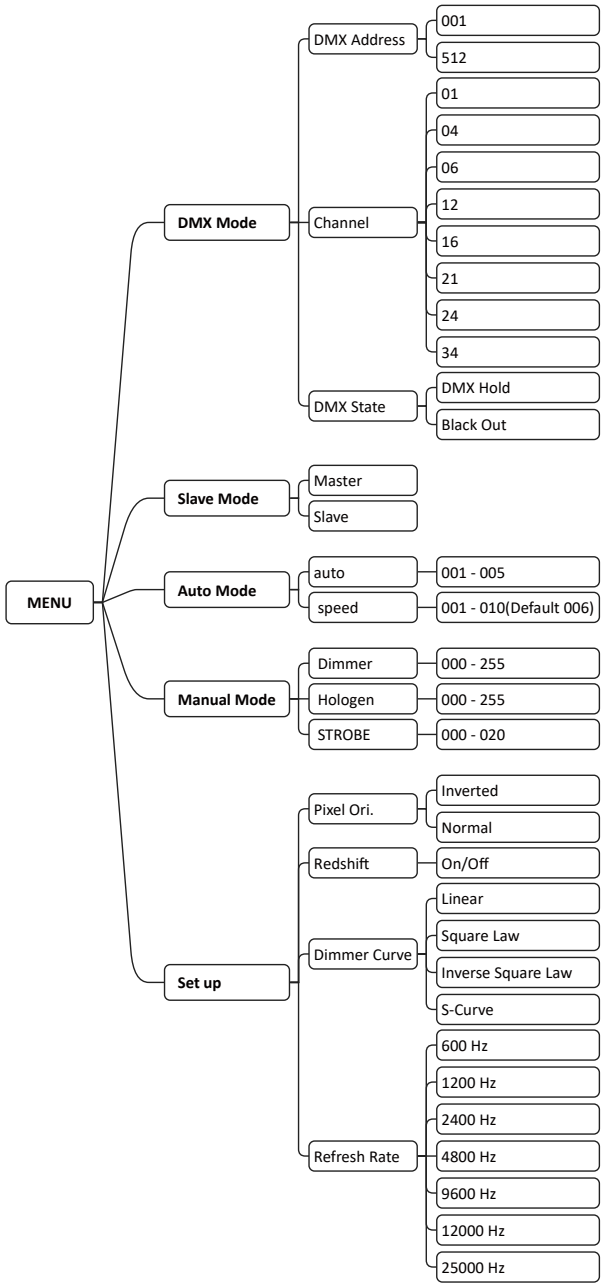 MENU
DMX Mode
DMX Address
001
512
Channel
01
04
06
12
16
21
24
34
DMX State
DMX Hold
Black Out
Slave Mode
Master
Slave
Auto Mode
auto
001 - 005
speed
001 - 010(Default 006)
Manual Mode
Dimmer
000 - 255
Hologen
000 - 255
STROBE
000 - 020
Set up
Pixel Ori.
Inverted
Normal
Redshift
On/Off
Dimmer Curve
Linear
Square Law
Inverse Square Law
S-Curve
Refresh Rate
600 Hz
1200 Hz
2400 Hz
4800 Hz
9600 Hz
12000 Hz
25000 Hz